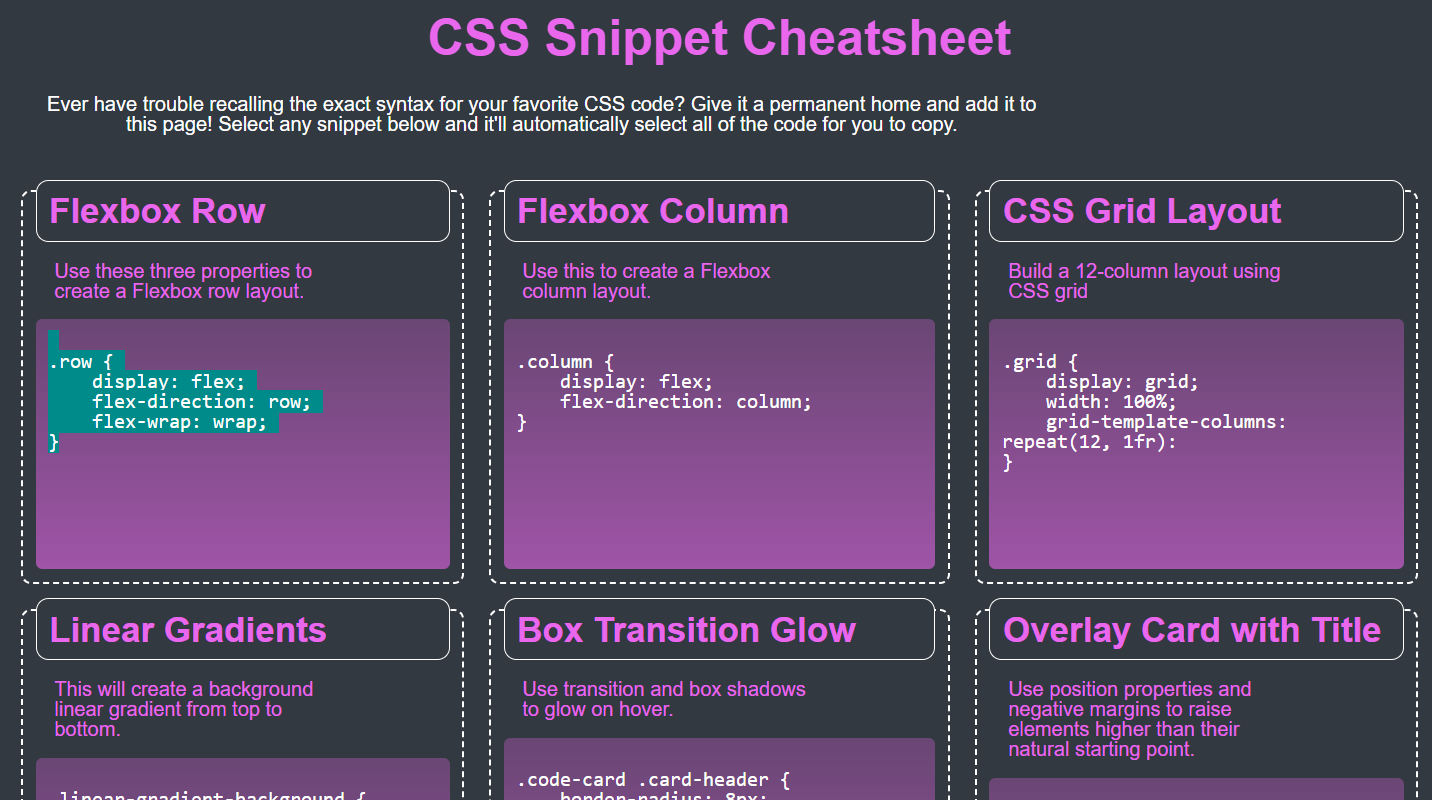 CSS Snippet Cheatsheet
Ever have trouble recalling the exact syntax for your favorite CSS code? Give it a permanent home and add it to
this page! Select any snippet below and it'll automatically select all of the code for you to copy.
Flexbox Row
Use these three properties to
create a Flexbox row layout.
.row {
    display: flex;
    flex-direction: row;
    flex-wrap: wrap;
}
Flexbox Column
Use this to create a Flexbox
column layout.
.column {
    display: flex;
    flex-direction: column;
}
CSS Grid Layout
Build a 12-column layout using
CSS grid
.grid {
    display: grid;
    width: 100%;
    grid-template-columns:
repeat(12, 1fr):
}
Linear Gradients
This will create a background
linear gradient from top to
bottom.
.linear-gradient-background {
Box Transition Glow
Use transition and box shadows
to glow on hover.
.code-card .card-header {
    border-radius: 8px;
Overlay Card with Title
Use position properties and
negative margins to raise
elements higher than their
natural starting point.